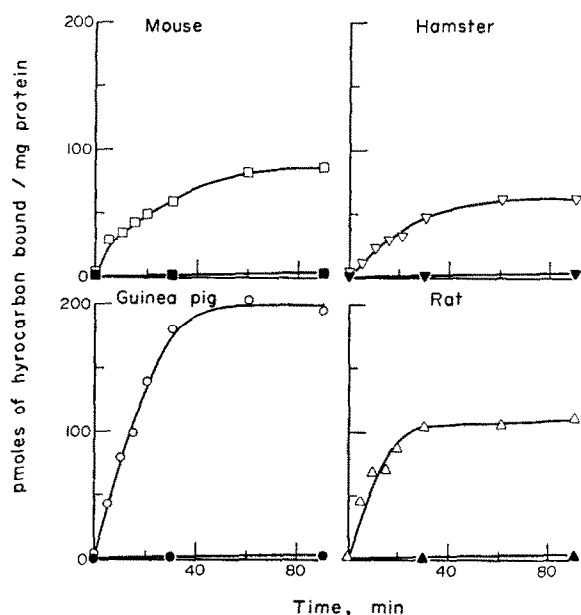 200
Mouse
Hamster
100
0
200
Guinea pig
Rat
100
0
40
80
40
80
pmoles of hyrocarbon bound / mg protein
Time, min